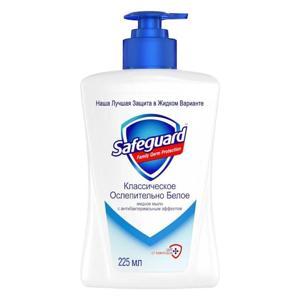 Наша Лучшая Защита в Жидком Варианте
Safeguard
Family Germ Protection
Классическое
Ослепительно Белое
жидкое мыло
с антибактериальным эффектом
225 мл